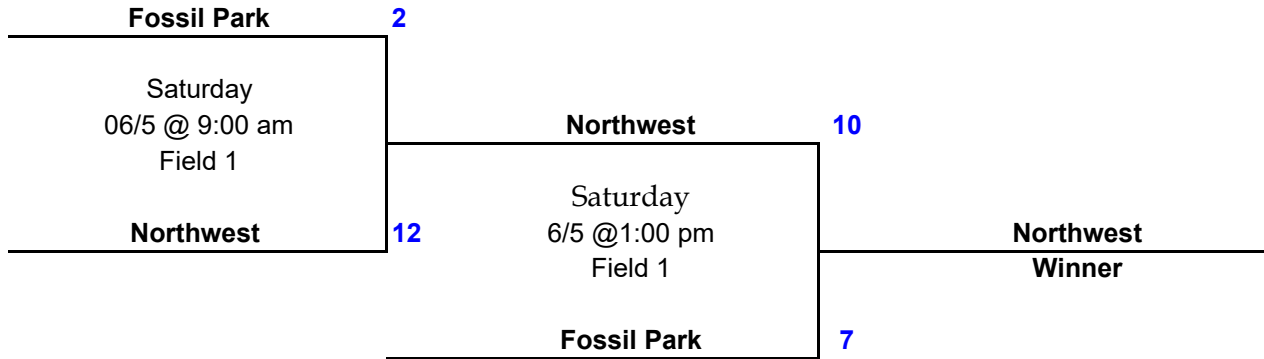 Fossil Park 2
Saturday
06/5 @ 9:00 am
Field 1
Northwest 12
Northwest 10
Saturday
6/5 @1:00 pm
Field 1
Fossil Park 7
Northwest
Winner